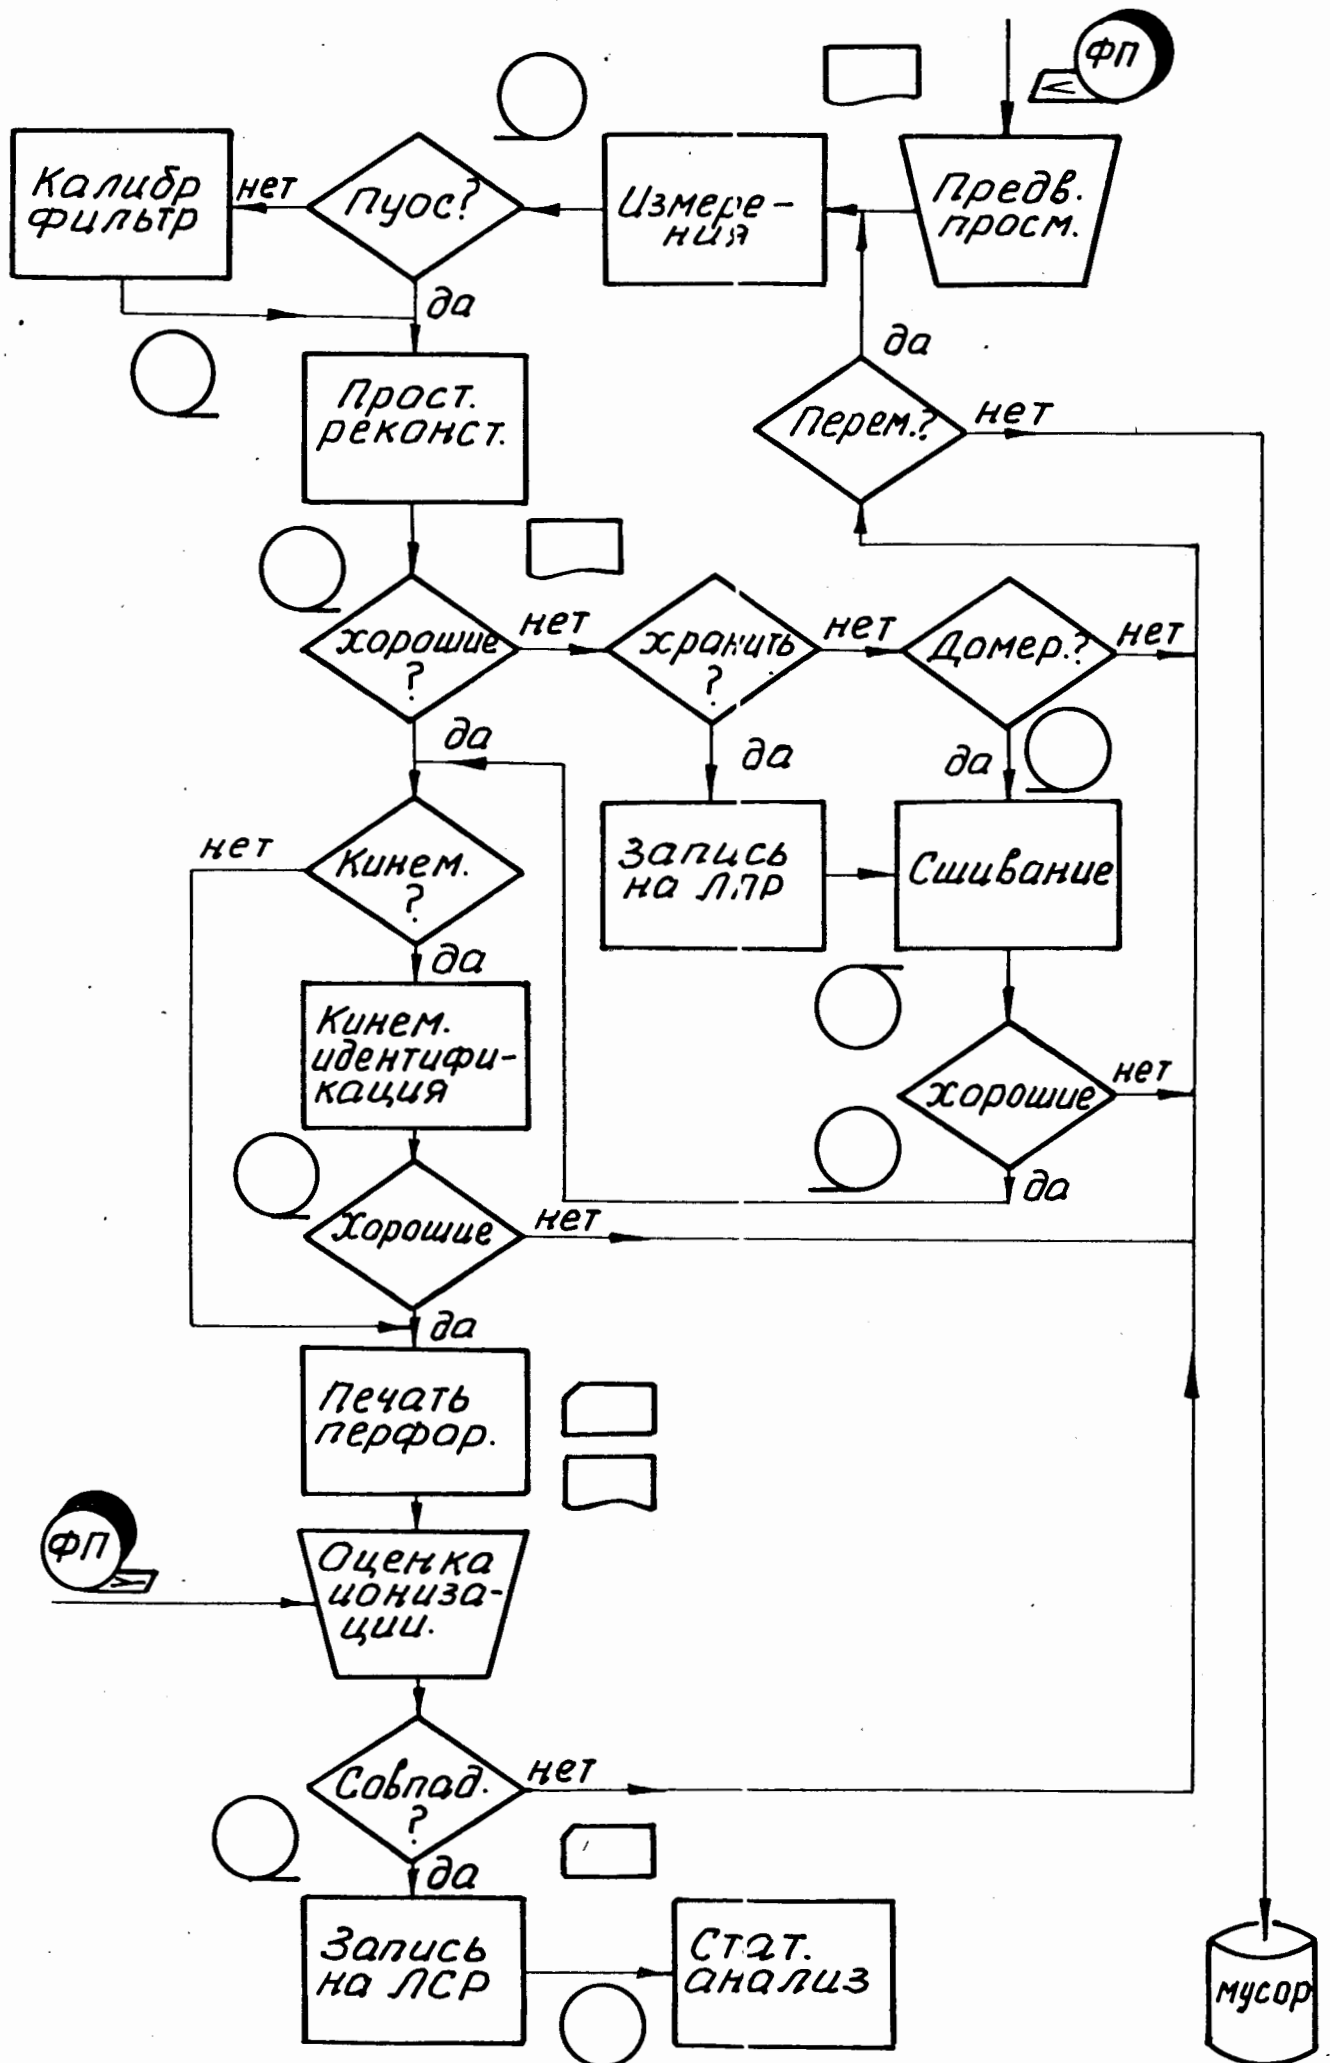 ФП
<
Предв.
просм.
Измере-
ния
Пуос?
нет
Калибр
фильтр
да
Прост.
реконст.
да
Перем.?
нет
хорошие
?
нет
хранить
?
нет
Домер.?
нет
да
да
да
Запись
на ЛПР
Сшивание
Кинем.
?
нет
да
Кинем.
идентифи-
кация
хорошие
нет
да
Хорошие
нет
да
Печать
перфор.
ФП
>
Оценка
иониза-
ции.
Совпад.
?
нет
да
Запись
на ЛСР
Стат.
анализ
мусор